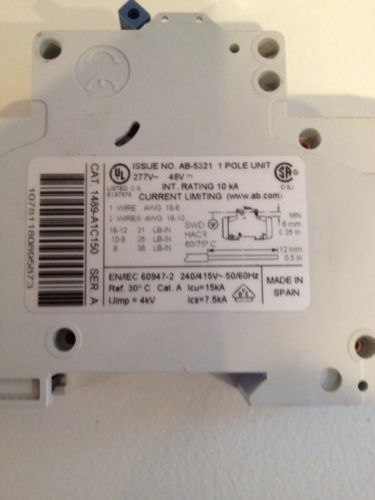 CE
UL
ISSUE NO. AB-5321 1 POLE UNIT
277V~ 48V
INT. RATING 10 kA
CURRENT LIMITING (www.ab.com)
SA
LISTED C.B.
1 WIRE AWG 18-8
2 WIRES AWG 18-10
18-12 21 LB-IN
10-8 25 LB-IN
6 36 LB-IN
SWD
HACR
60/75° C
MIN
6 mm
0.25 in
12 mm
0.5 in
EN/IEC 60947-2 240/415V~ 50/60Hz
Ref. 30° C Cat. A Icu=15kA
Uimp = 4kV Ics=7.5kA
MADE IN
SPAIN
CAT 1489-A1C150 SER. A